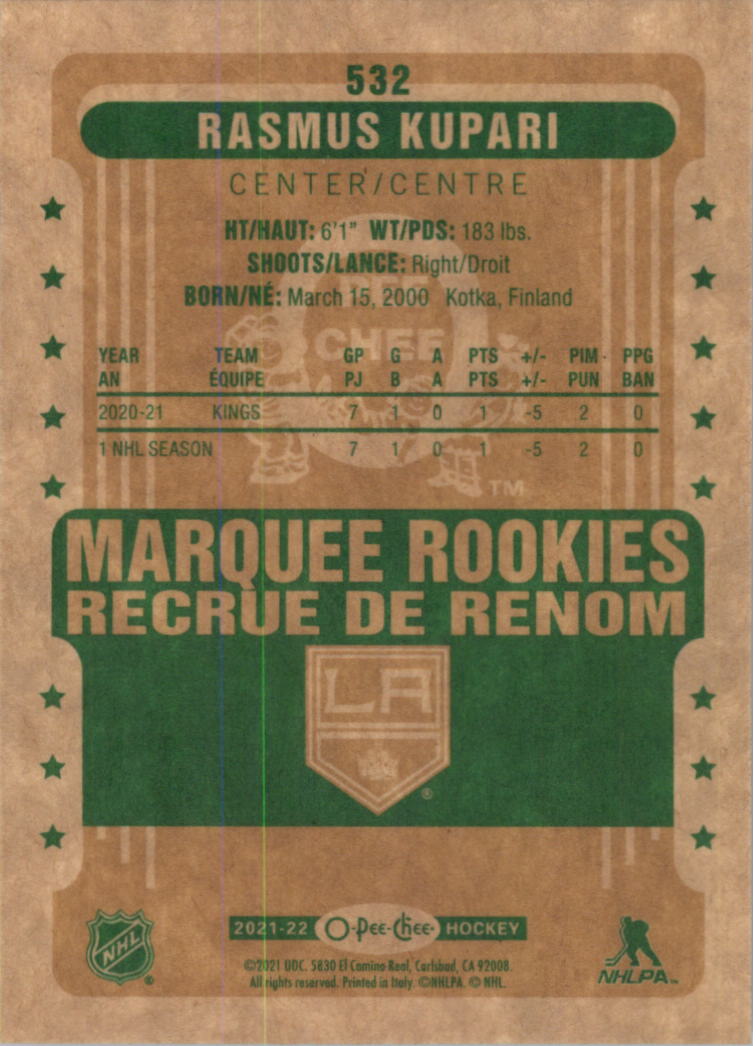 532
RASMUS KUPARI
CENTER/CENTRE
HT/HAUT: 6'1" WT/PDS: 183 lbs.
SHOOTS/LANCE: Right/Droit
BORN/NÉ: March 15, 2000 Kotka, Finland
CHEE
YEAR TEAM GP G A PTS +/- PIM PPG
AN ÉQUIPE PJ B A PTS +/- PUN BAN
2020-21 KINGS 7 1 0 1 -5 2 0
1 NHL SEASON 7 1 0 1 -5 2 0
TM
MARQUEE ROOKIES
RECRUE DE RENOM
LA
®
2021-22 O-Pee-Chee HOCKEY
NHL
®
NHLPA™
©2021 UDC. 5830 El Camino Real, Carlsbad, CA 92008.
All rights reserved. Printed in Italy. ©NHLPA. © NHL.